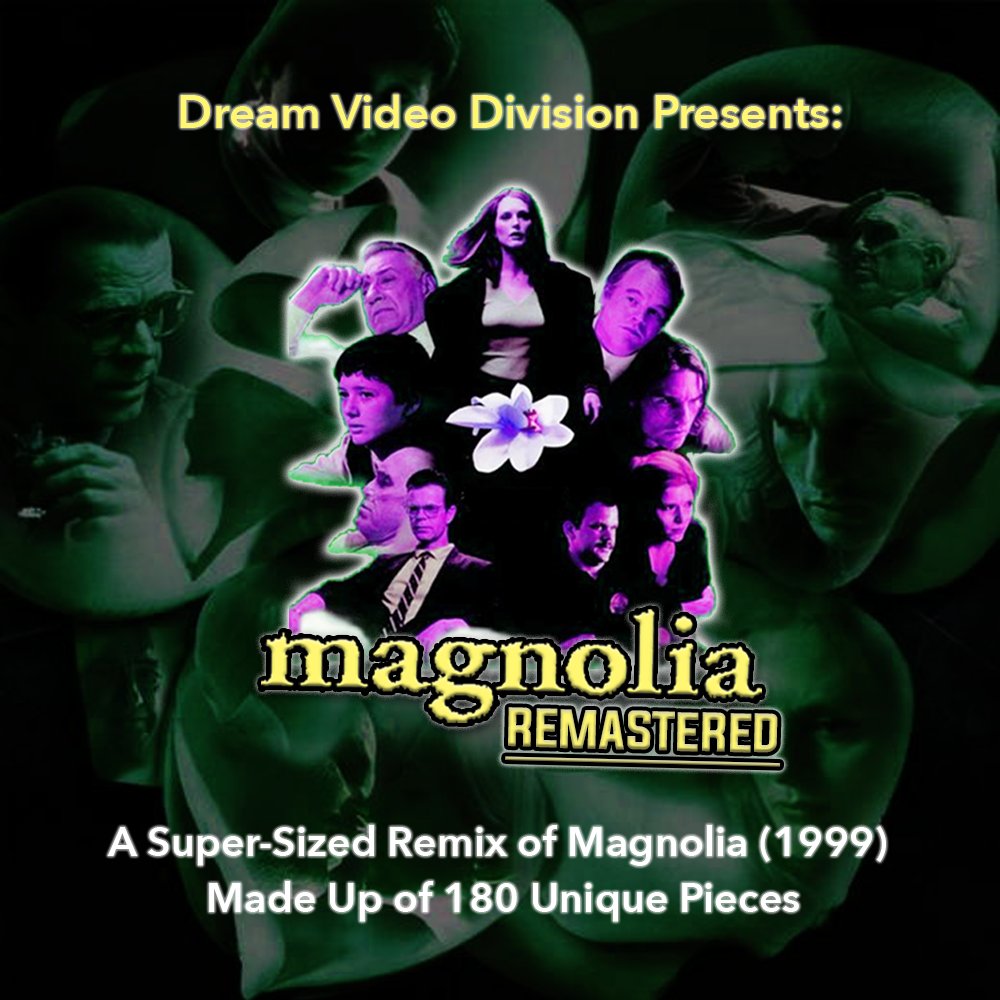 Dream Video Division Presents:
magnolia
REMASTERED
A Super-Sized Remix of Magnolia (1999)
Made Up of 180 Unique Pieces